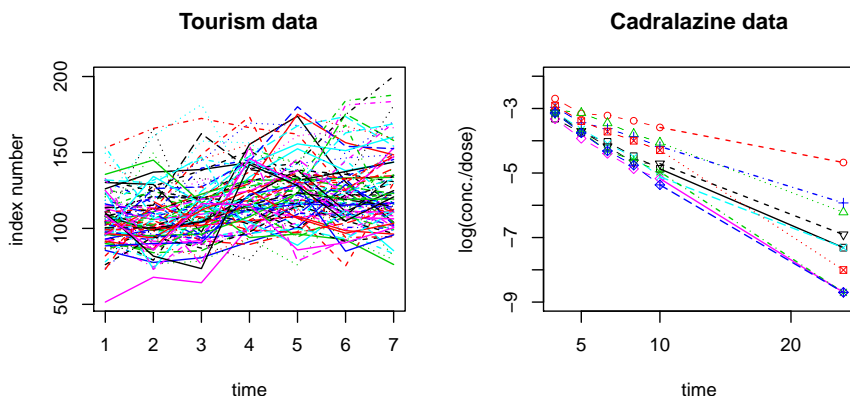 Tourism data
index number
200
150
100
50
1 2 3 4 5 6 7
time
Cadralazine data
log(conc./dose)
-3
-5
-7
-9
5 10 20
time